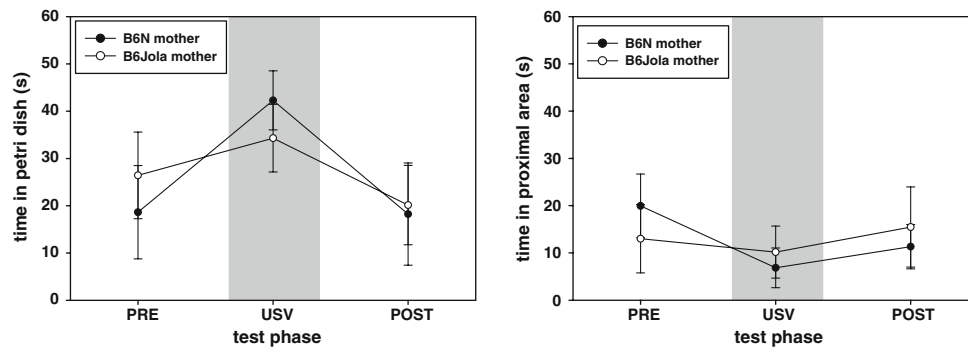 time in petri dish (s)
60
50
40
30
20
10
0
B6N mother
B6Jola mother
PRE
USV
POST
test phase
time in proximal area (s)
60
50
40
30
20
10
0
B6N mother
B6Jola mother
PRE
USV
POST
test phase